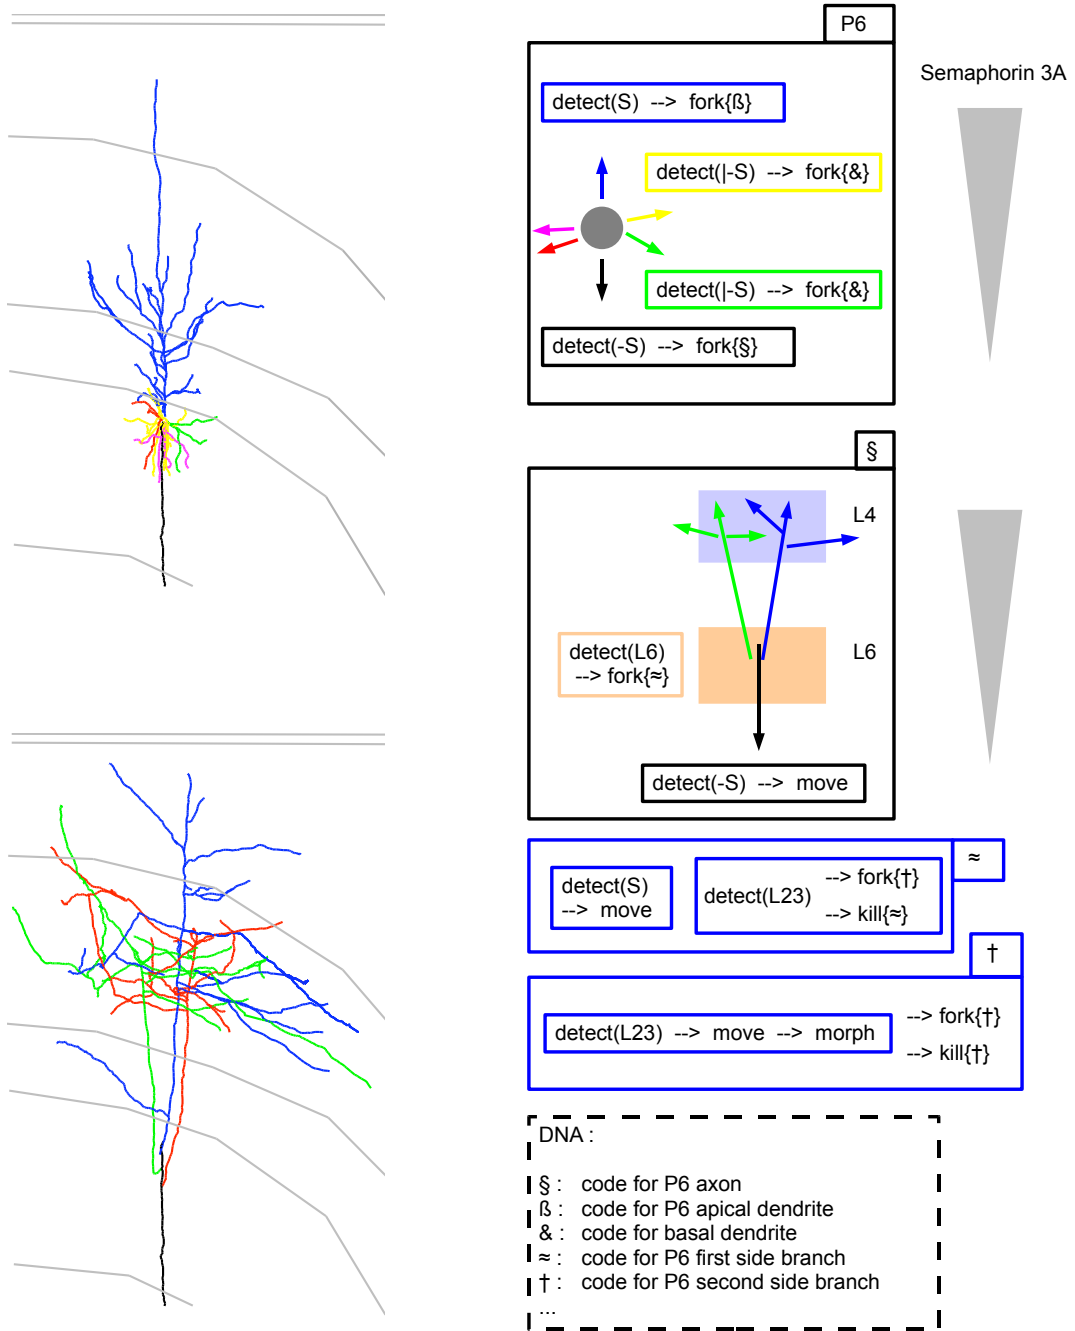 P6
Semaphorin 3A
detect(S) --> fork{ß}
detect(|-S) --> fork{&}
detect(|-S) --> fork{&}
detect(-S) --> fork{§}
§
L4
L6
detect(L6)
--> fork{≈}
detect(-S) --> move
≈
detect(S)
--> move
detect(L23)
--> fork{†}
--> kill{≈}
†
detect(L23) --> move --> morph
--> fork{†}
--> kill{†}
DNA :
§ : code for P6 axon
ß : code for P6 apical dendrite
& : code for basal dendrite
≈ : code for P6 first side branch
† : code for P6 second side branch
...